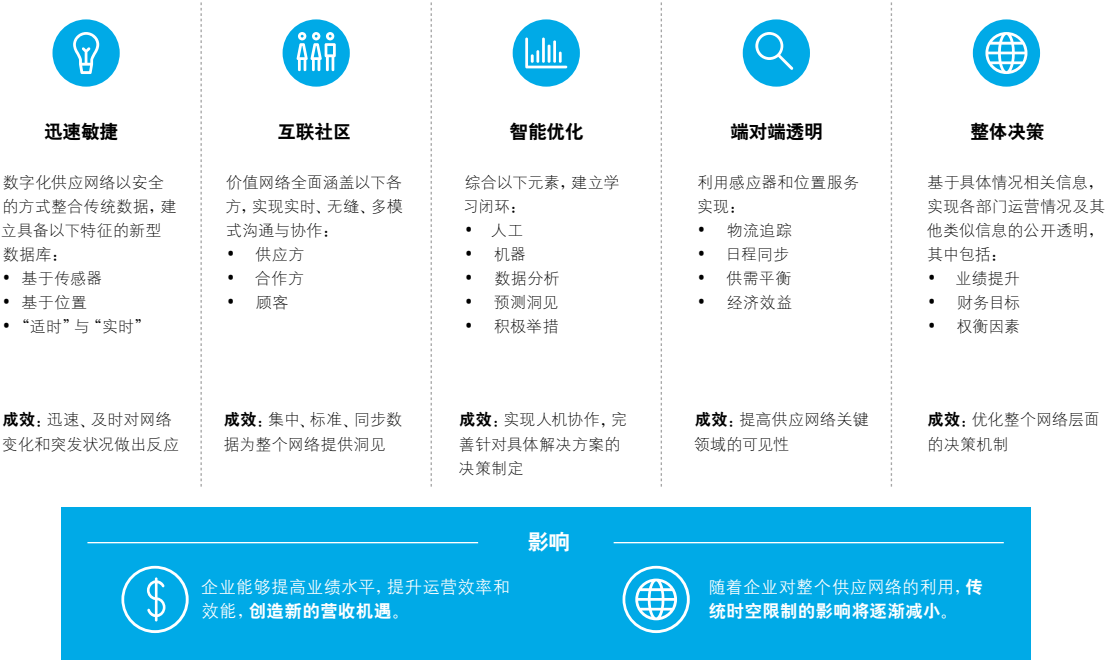 迅速敏捷
数字化供应网络以安全
的方式整合传统数据，建
立具备以下特征的新型
数据库：
• 基于传感器
• 基于位置
• “适时”与“实时”
成效：迅速、及时对网络
变化和突发状况做出反应
互联社区
价值网络全面涵盖以下各
方，实现实时、无缝、多模
式沟通与协作：
• 供应方
• 合作方
• 顾客
成效：集中、标准、同步数
据为整个网络提供洞见
智能优化
综合以下元素，建立学
习闭环：
• 人工
• 机器
• 数据分析
• 预测洞见
• 积极举措
成效：实现人机协作，完
善针对具体解决方案的
决策制定
端对端透明
利用感应器和位置服务
实现：
• 物流追踪
• 日程同步
• 供需平衡
• 经济效益
成效：提高供应网络关键
领域的可见性
整体决策
基于具体情况相关信息，
实现各部门运营情况及其
他类似信息的公开透明，
其中包括：
• 业绩提升
• 财务目标
• 权衡因素
成效：优化整个网络层面
的决策机制
影响
$
企业能够提高业绩水平，提升运营效率和
效能，创造新的营收机遇。
随着企业对整个供应网络的利用，传
统时空限制的影响将逐渐减小。